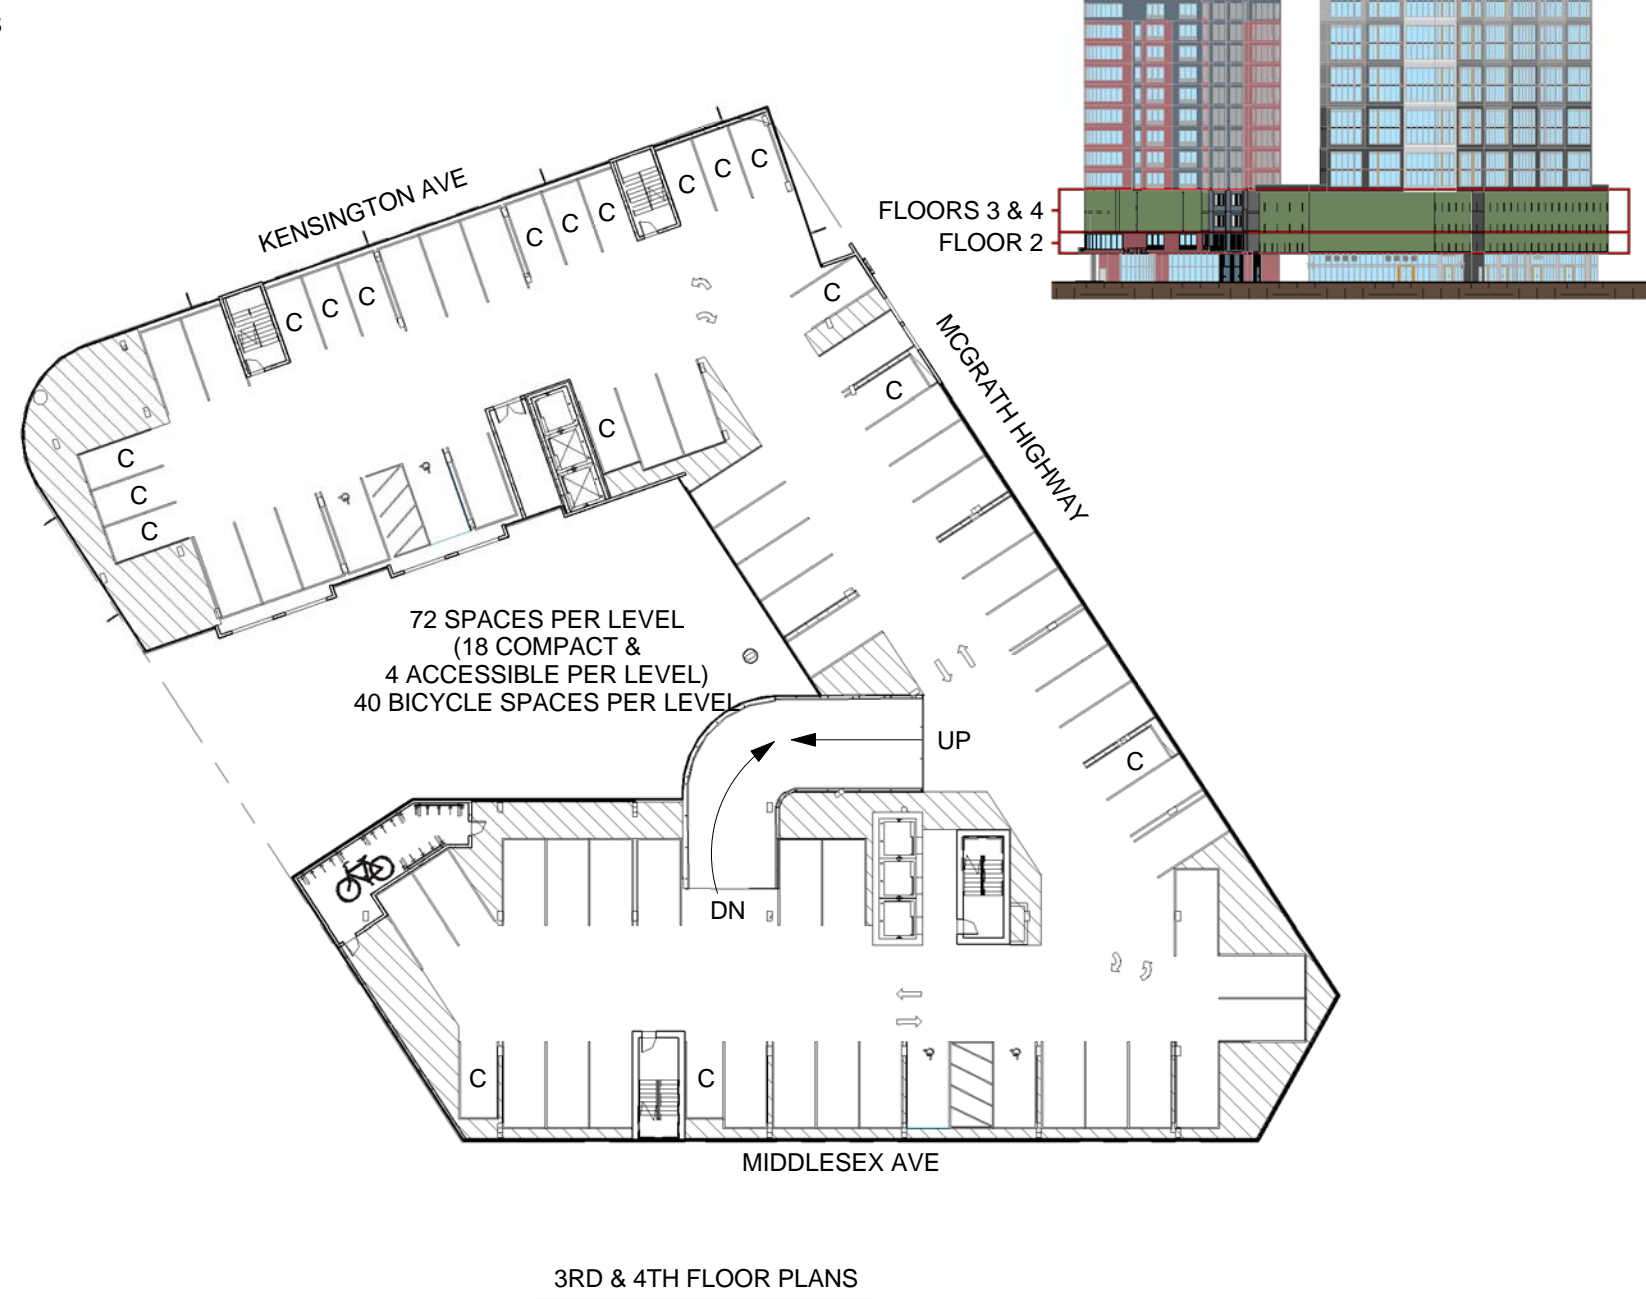 S
KENSINGTON AVE
C
C
C
C
C
C
C
C
C
FLOORS 3 & 4
FLOOR 2
HOTEL
C
MCGRATH HIGHWAY
C
C
C
C
C
72 SPACES PER LEVEL
(18 COMPACT &
4 ACCESSIBLE PER LEVEL)
40 BICYCLE SPACES PER LEVEL
UP
C
DN
C
C
MIDDLESEX AVE
3RD & 4TH FLOOR PLANS